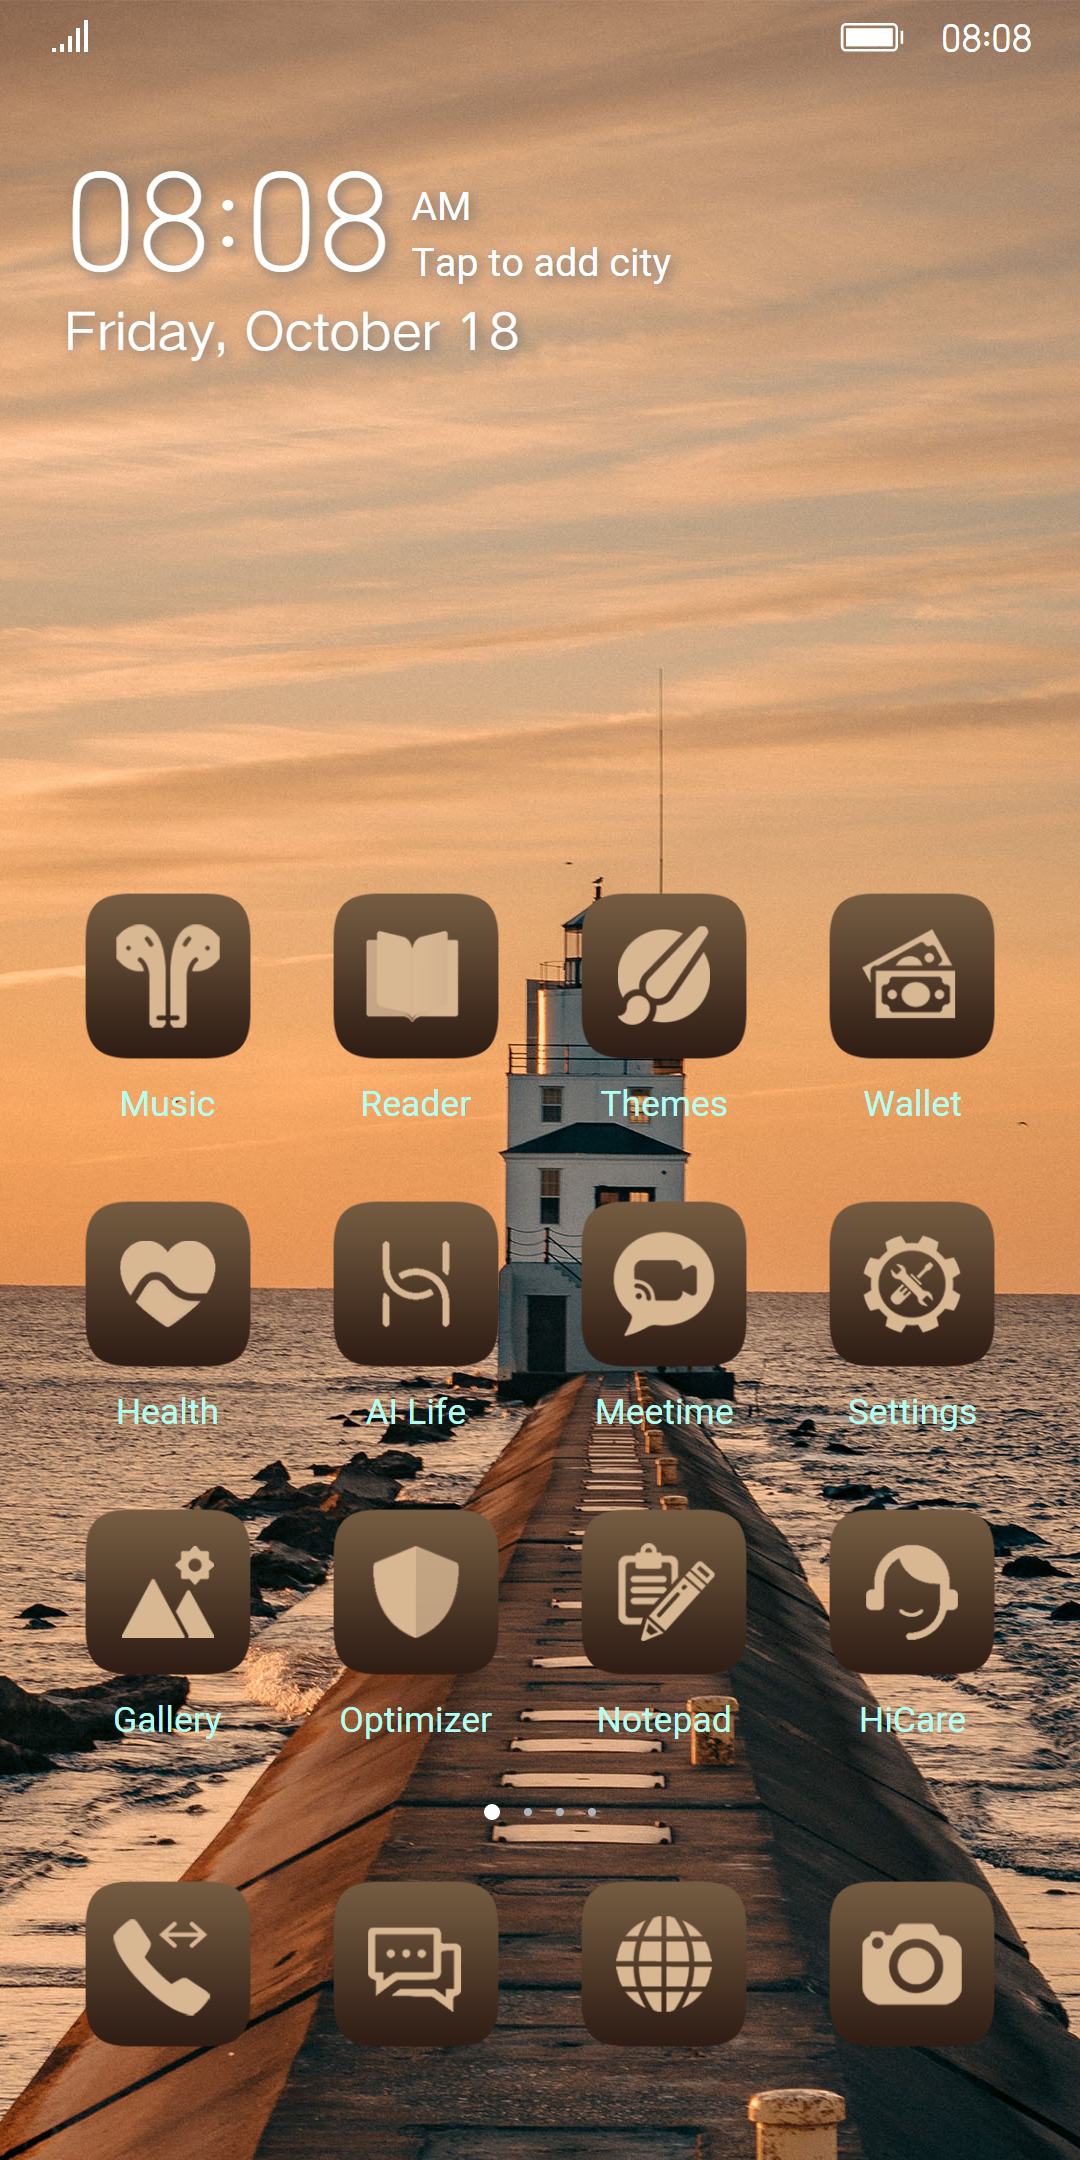 08:08
08:08 AM
Tap to add city
Friday, October 18
Music Reader Themes Wallet
Health AI Life Meetime Settings
Gallery Optimizer Notepad HiCare